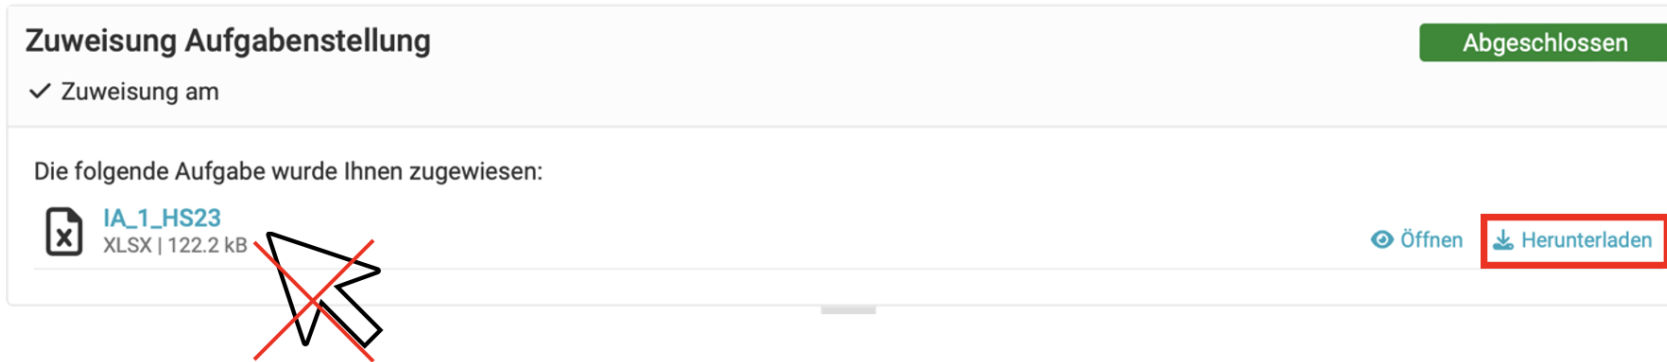 Zuweisung Aufgabenstellung
Abgeschlossen
Zuweisung am
Die folgende Aufgabe wurde Ihnen zugewiesen:
IA_1_HS23
XLSX | 122.2 kB
Öffnen
Herunterladen